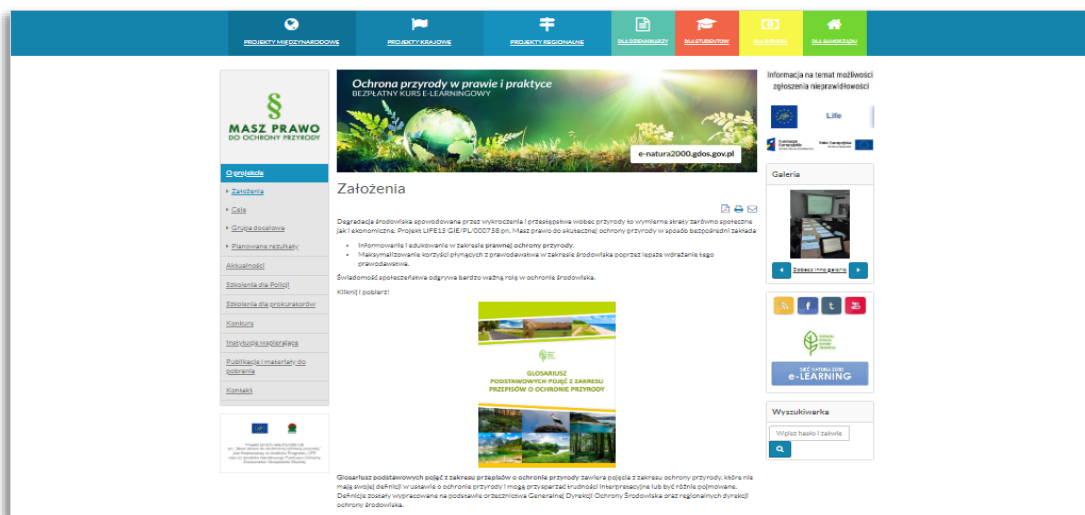 PROJEKTY MIĘDZYNARODOWE
PROJEKTY KRAJOWE
PROJEKTY REGIONALNE
DLA DZIENNIKARZY
DLA STUDENTÓW
DLA SAMORZĄDU
§
MASZ PRAWO
DO OCHRONY PRZYRODY
O projekcie
Założenia
Cele
Grupa docelowa
Planowane rezultaty
Aktualności
Szkolenia dla Policji
Szkolenia dla prokuratorów
Konkurs
Instytucje wspierające
Publikacje i materiały do
pobrania
Kontakt
Ochrona przyrody w prawie i praktyce
BEZPŁATNY KURS E-LEARNINGOWY
e-natura2000.gdos.gov.pl
Założenia
Degradacja środowiska spowodowana przez wykroczenia i przestępstwa wobec przyrody to wymierne straty zarówno społeczne
jak i ekonomiczne. Projekt LIFE13 GIE/PL/000758 pn. Masz prawo do skutecznej ochrony przyrody w sposób bezpośredni zakłada
• Informowanie i edukowanie w zakresie prawnej ochrony przyrody.
• Maksymalizowanie korzyści płynących z prawodawstwa w zakresie środowiska poprzez lepsze wdrażanie tego
prawodawstwa.
Świadomość społeczeństwa odgrywa bardzo ważną rolę w ochronie środowiska.
Kliknij i pobierz!
GLOSARIUSZ
PODSTAWOWYCH POJĘĆ Z ZAKRESU
PRZEPISÓW O OCHRONIE PRZYRODY
Glosariusz podstawowych pojęć z zakresu przepisów o ochronie przyrody zawiera pojęcia z zakresu ochrony przyrody, które nie
mają swojej definicji w ustawie o ochronie przyrody i mogą przysparzać trudności interpretacyjne lub być różnie pojmowane.
Definicje zostały wypracowane na podstawie orzecznictwa Generalnej Dyrekcji Ochrony Środowiska oraz regionalnych dyrekcji
ochrony środowiska.
Informacja na temat możliwości
zgłoszenia nieprawidłowości
Life
Fundusze
Europejskie
Unia Europejska
Galeria
Zobacz inne galerie
SIEĆ NATURA 2000
e-LEARNING
Wyszukiwarka
Wpisz hasło i zatwie